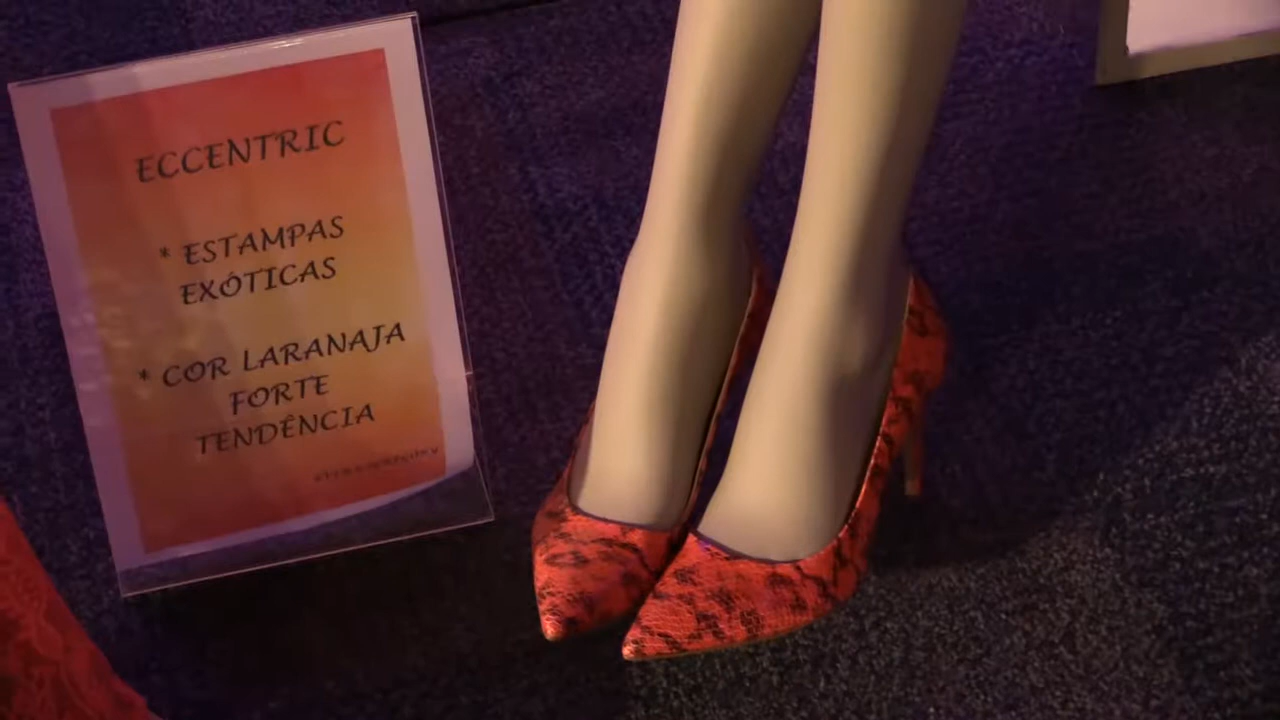 ECCENTRIC
* ESTAMPAS
EXÓTICAS
* COR LARANAJA
FORTE
TENDÊNCIA